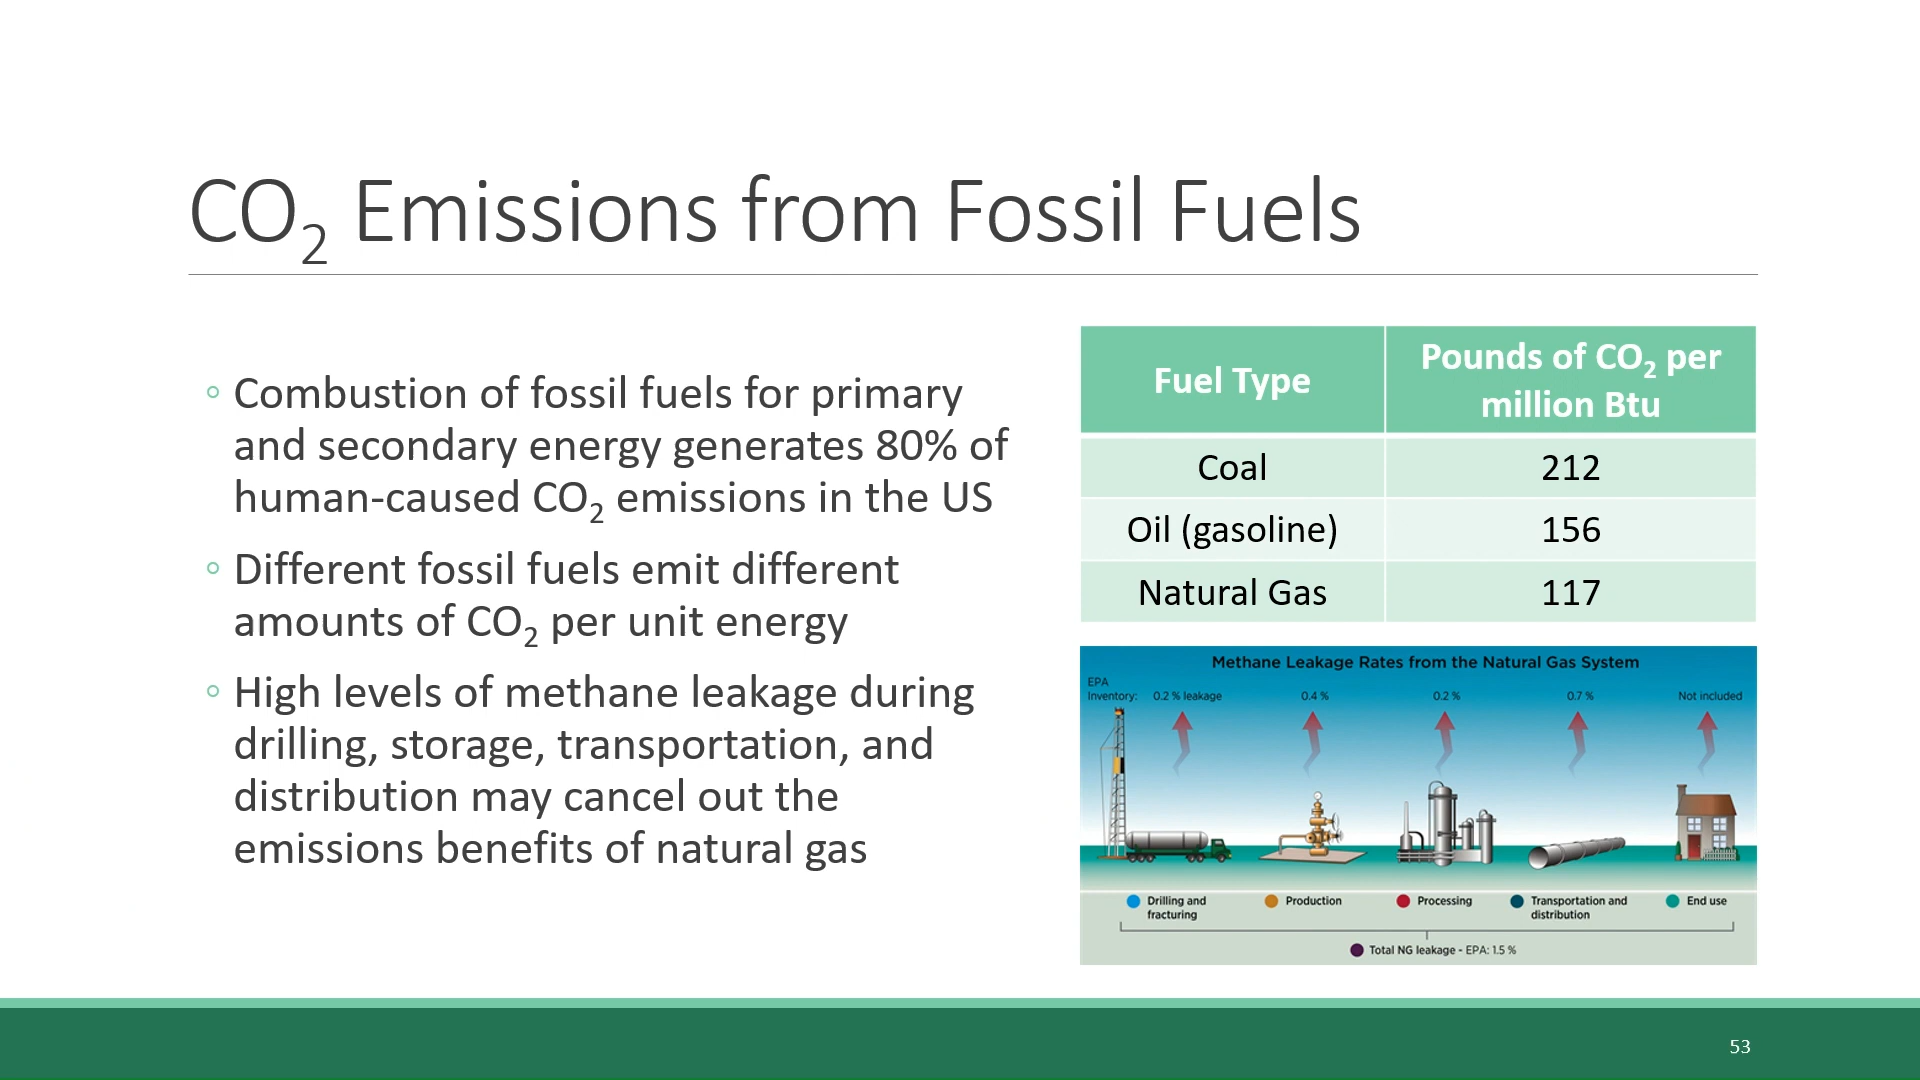 CO₂ Emissions from Fossil Fuels
◦ Combustion of fossil fuels for primary
and secondary energy generates 80% of
human-caused CO₂ emissions in the US
◦ Different fossil fuels emit different
amounts of CO₂ per unit energy
◦ High levels of methane leakage during
drilling, storage, transportation, and
distribution may cancel out the
emissions benefits of natural gas
Fuel Type
Pounds of CO₂ per
million Btu
Coal 212
Oil (gasoline) 156
Natural Gas 117
Methane Leakage Rates from the Natural Gas System
EPA
Inventory: 0.2 % leakage 0.4 % 0.2 % 0.7 % Not included
Drilling and
fracturing
Production
Processing
Transportation and
distribution
End use
Total NG leakage - EPA: 1.5 %
53